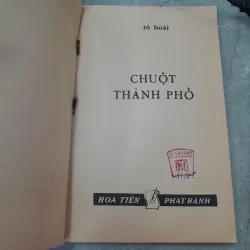 tô hoài
CHUỘT
THÀNH PHỐ
HOA TIÊN PHÁT HÀNH